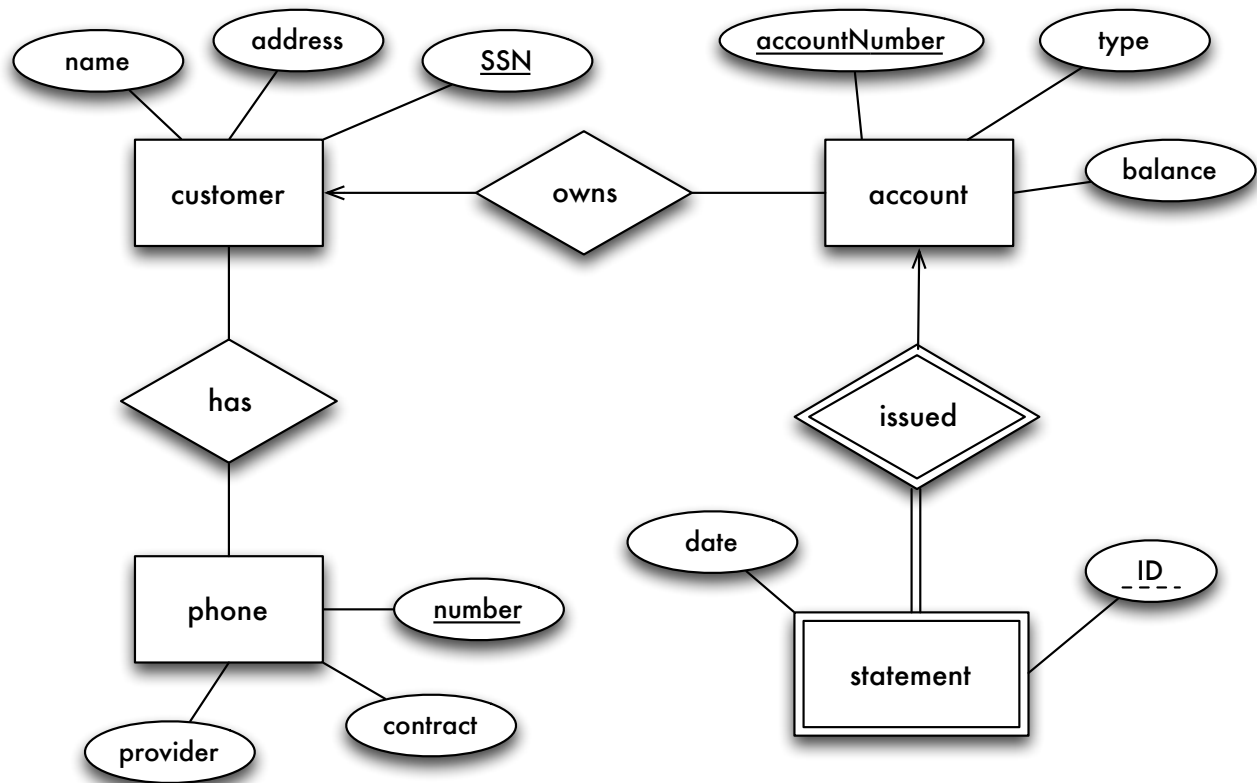 name
address
SSN
accountNumber
type
customer
owns
account
balance
has
issued
date
ID
phone
number
statement
provider
contract